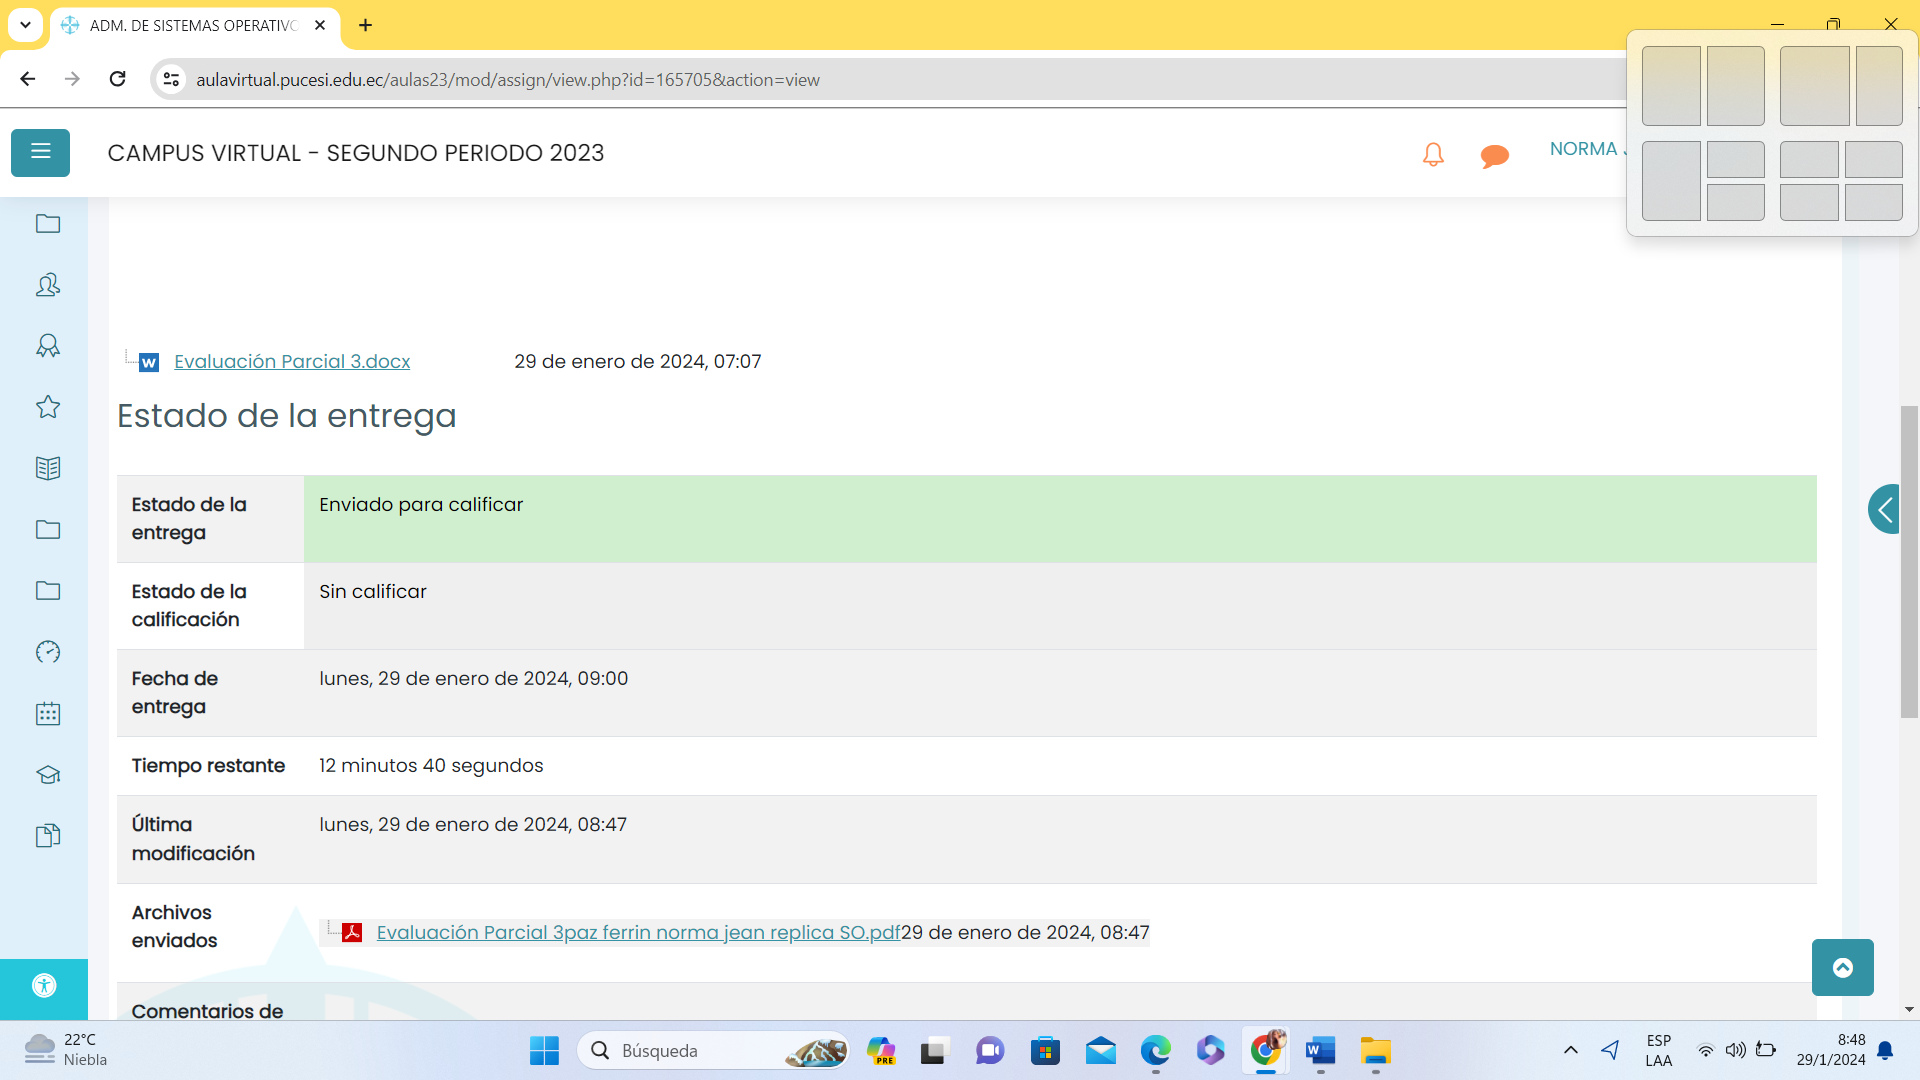 ADM. DE SISTEMAS OPERATIVO
aulavirtual.pucesi.edu.ec/aulas23/mod/assign/view.php?id=165705&action=view
CAMPUS VIRTUAL - SEGUNDO PERIODO 2023
NORMA J
Evaluación Parcial 3.docx
29 de enero de 2024, 07:07
Estado de la entrega
Estado de la
entrega
Enviado para calificar
Estado de la
calificación
Sin calificar
Fecha de
entrega
lunes, 29 de enero de 2024, 09:00
Tiempo restante
12 minutos 40 segundos
Última
modificación
lunes, 29 de enero de 2024, 08:47
Archivos
enviados
Evaluación Parcial 3paz ferrin norma jean replica SO.pdf29 de enero de 2024, 08:47
Comentarios de
22°C
Niebla
Búsqueda
PRE
ESP
LAA
8:48
29/1/2024